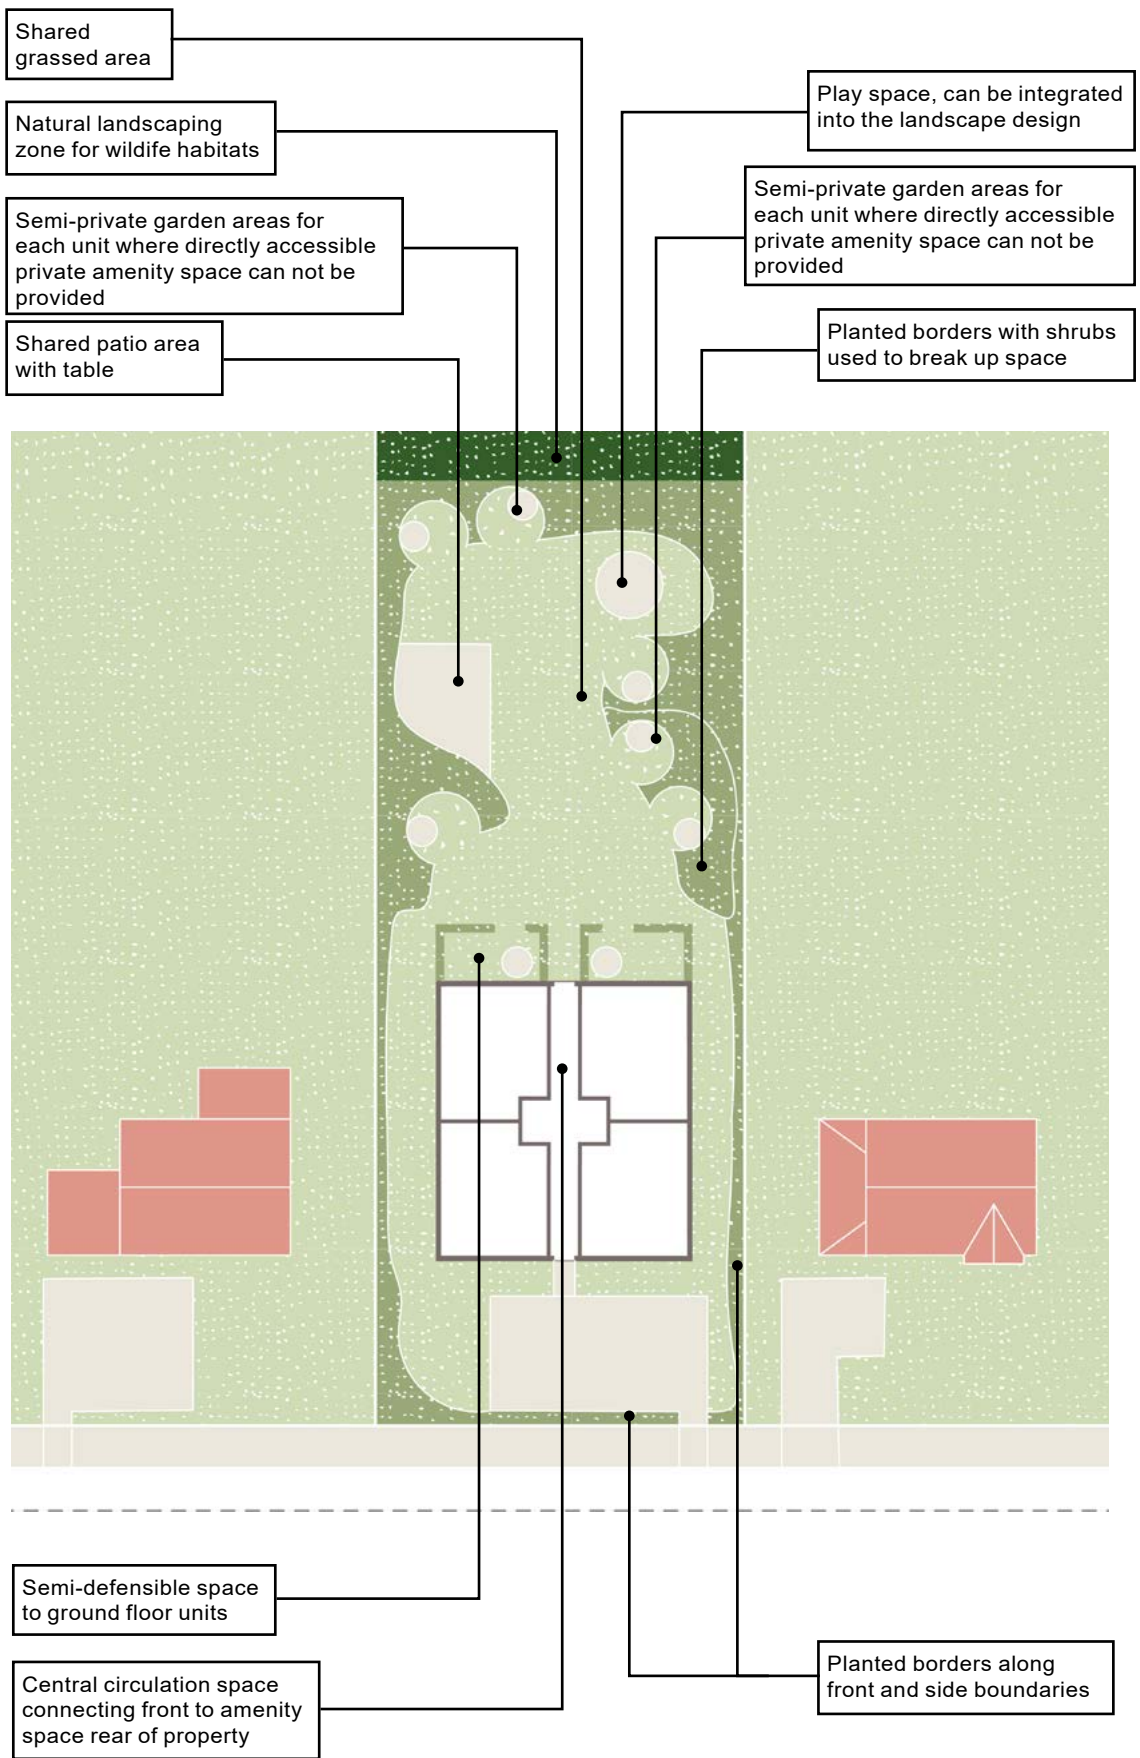 Shared
grassed area
Natural landscaping
zone for wildife habitats
Semi-private garden areas for
each unit where directly accessible
private amenity space can not be
provided
Shared patio area
with table
Play space, can be integrated
into the landscape design
Semi-private garden areas for
each unit where directly accessible
private amenity space can not be
provided
Planted borders with shrubs
used to break up space
Semi-defensible space
to ground floor units
Central circulation space
connecting front to amenity
space rear of property
Planted borders along
front and side boundaries